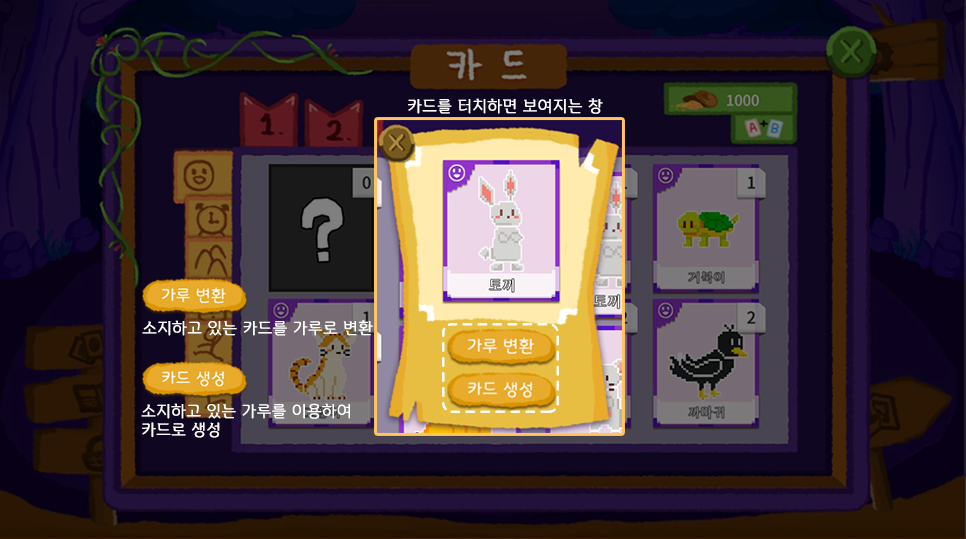 카드
카드를 터치하면 보여지는 창
1000
A+B
1.
2.
0
?
1
토끼
토끼
거북이
가루 변환
소지하고 있는 카드를 가루로 변환
1
2
가루 변환
카드 생성
카드 생성
소지하고 있는 가루를 이용하여
카드로 생성
까마귀